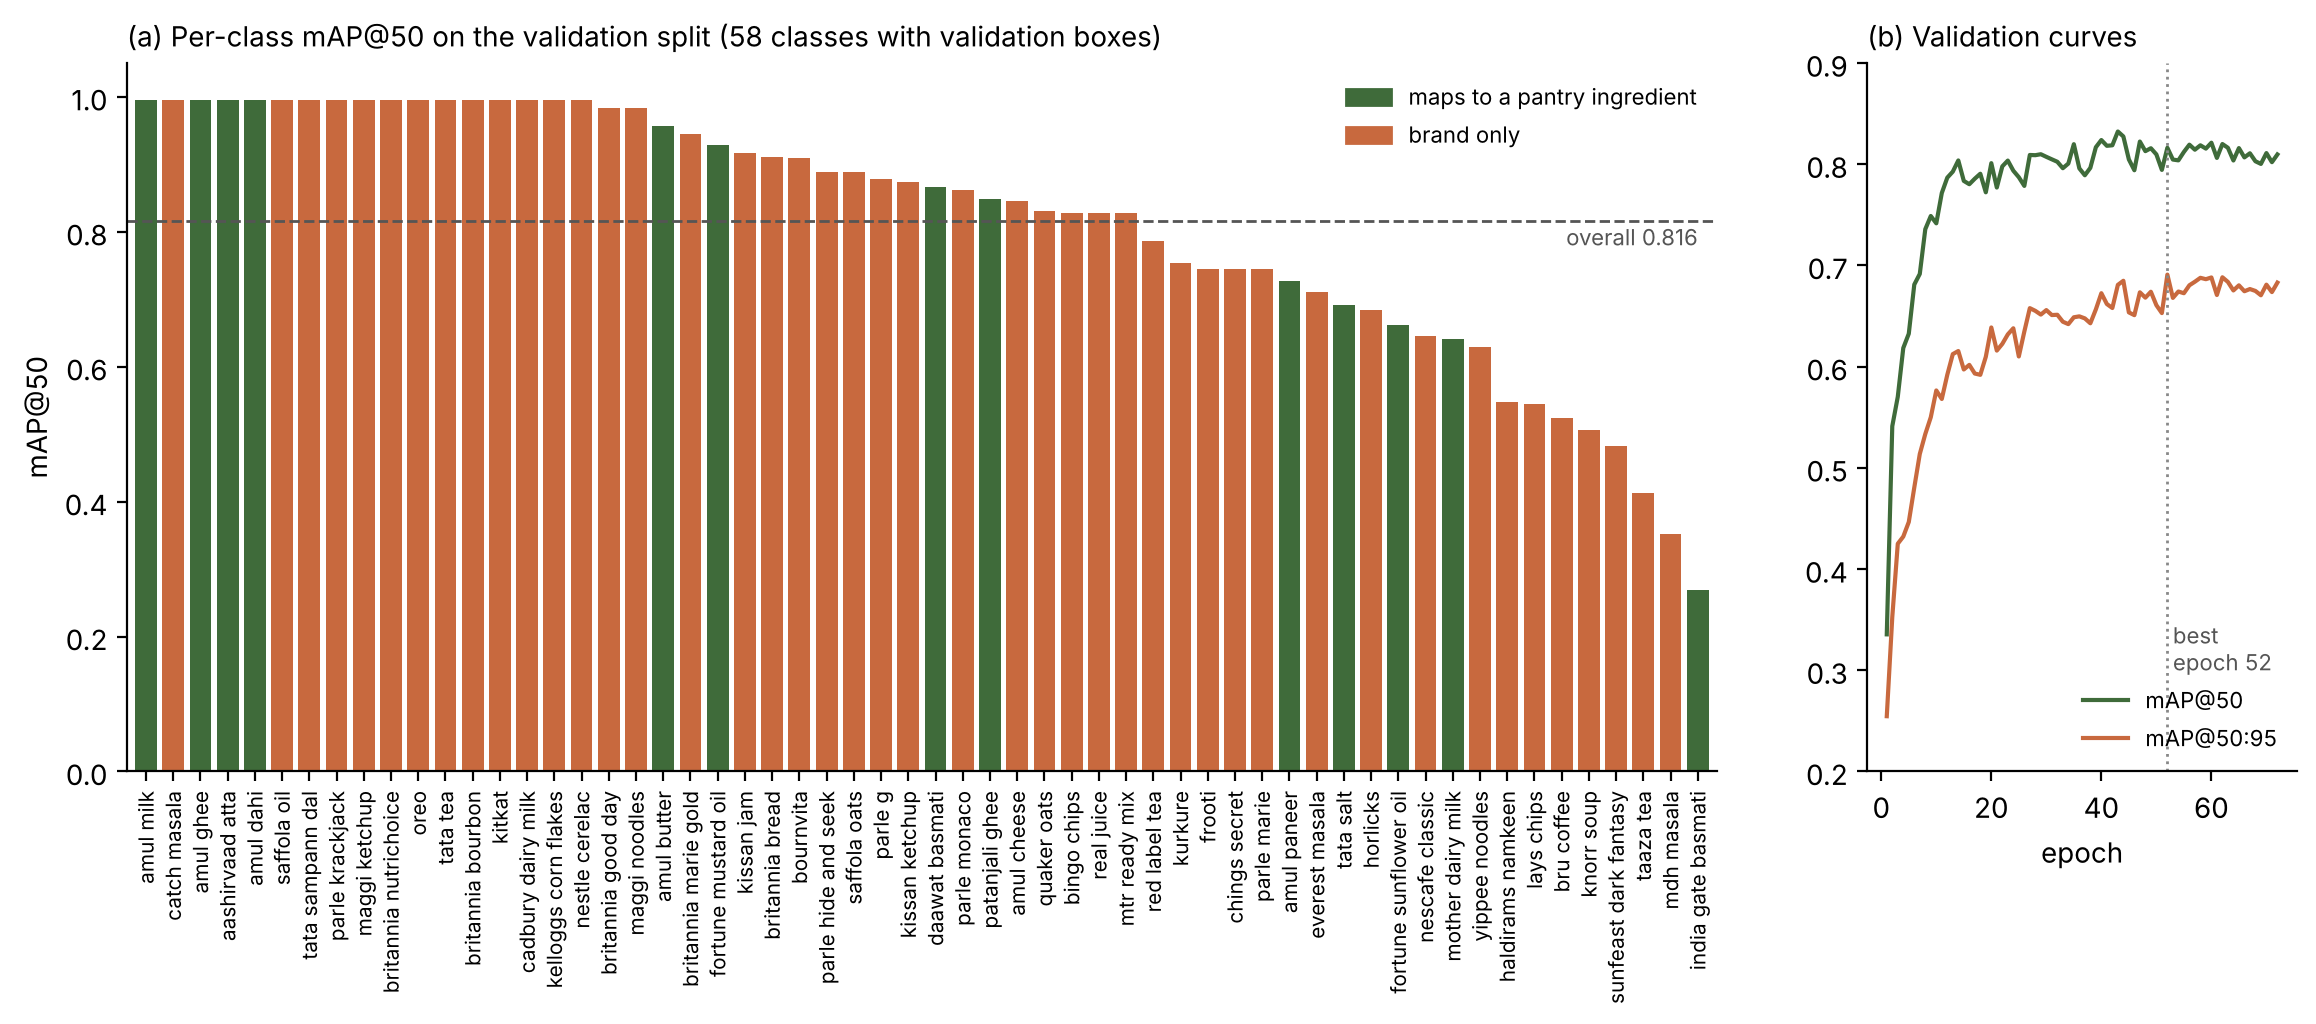 (a) Per-class mAP@50 on the validation split (58 classes with validation boxes)
mAP@50
1.0
0.8
0.6
0.4
0.2
0.0
maps to a pantry ingredient
brand only
overall 0.816
amul milk
catch masala
amul ghee
aashirvaad atta
amul dahi
saffola oil
tata sampann dal
parle krackjack
maggi ketchup
britannia nutrichoice
oreo
tata tea
britannia bourbon
kitkat
cadbury dairy milk
kelloggs corn flakes
nestle cerelac
britannia good day
maggi noodles
amul butter
britannia marie gold
fortune mustard oil
kissan jam
britannia bread
bournvita
parle hide and seek
saffola oats
parle g
kissan ketchup
daawat basmati
parle monaco
patanjali ghee
amul cheese
quaker oats
bingo chips
real juice
mtr ready mix
red label tea
kurkure
frooti
chings secret
parle marie
amul paneer
everest masala
tata salt
horlicks
fortune sunflower oil
nescafe classic
mother dairy milk
yippee noodles
haldirams namkeen
lays chips
bru coffee
knorr soup
sunfeast dark fantasy
taaza tea
mdh masala
india gate basmati
(b) Validation curves
0.9
0.8
0.7
0.6
0.5
0.4
0.3
0.2
best
epoch 52
mAP@50
mAP@50:95
0
20
40
60
epoch